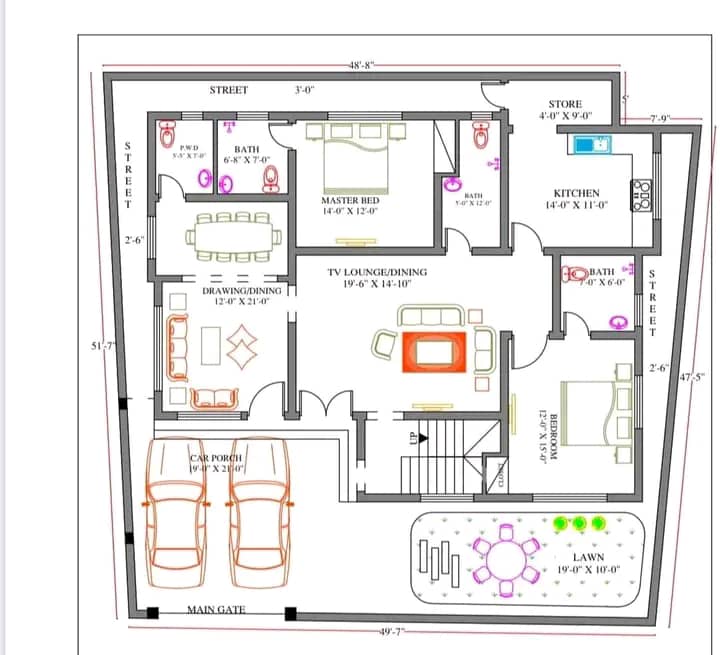 48'-8"
STREET 3'-0"
STORE
4'-0" X 9'-0"
5'
7'-9"
STREET
P.W.D
5'-5" X 7'-0"
BATH
6'-8" X 7'-0"
MASTER BED
14'-0" X 12'-0"
BATH
5'-0" X 12'-0"
KITCHEN
14'-0" X 11'-0"
2'-6"
TV LOUNGE/DINING
19'-6" X 14'-10"
BATH
7'-0" X 6'-0"
STREET
DRAWING/DINING
12'-0" X 21'-0"
51'-7"
2'-6"
47'-5"
BEDROOM
12'-0" X 15'-0"
UP
CAR PORCH
19'-0" X 21'-0"
LAWN
19'-0" X 10'-0"
MAIN GATE
49'-7"